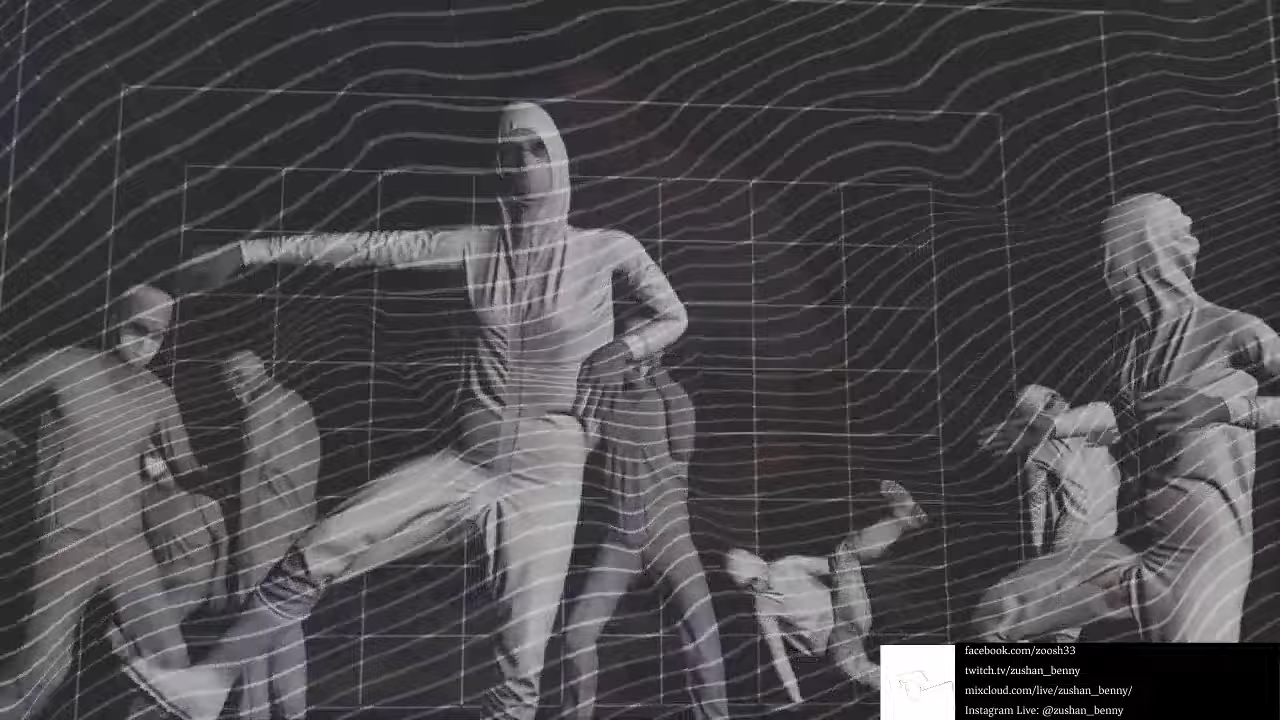 facebook.com/zoosh33
twitch.tv/zushan_benny
mixcloud.com/live/zushan_benny/
Instagram Live: @zushan_benny